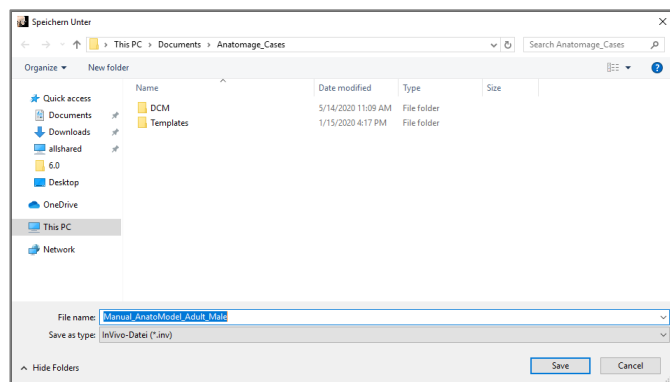 Speichern Unter
This PC > Documents > Anatomage_Cases
Search Anatomage_Cases
Organize
New folder
Name
Date modified
Type
Size
Quick access
Documents
Downloads
allshared
6.0
Desktop
OneDrive
This PC
Network
DCM 5/14/2020 11:09 AM File folder
Templates 1/15/2020 4:17 PM File folder
File name: Manual_AnatoModel_Adult_Male
Save as type: InVivo-Datei (*.inv)
Hide Folders
Save
Cancel